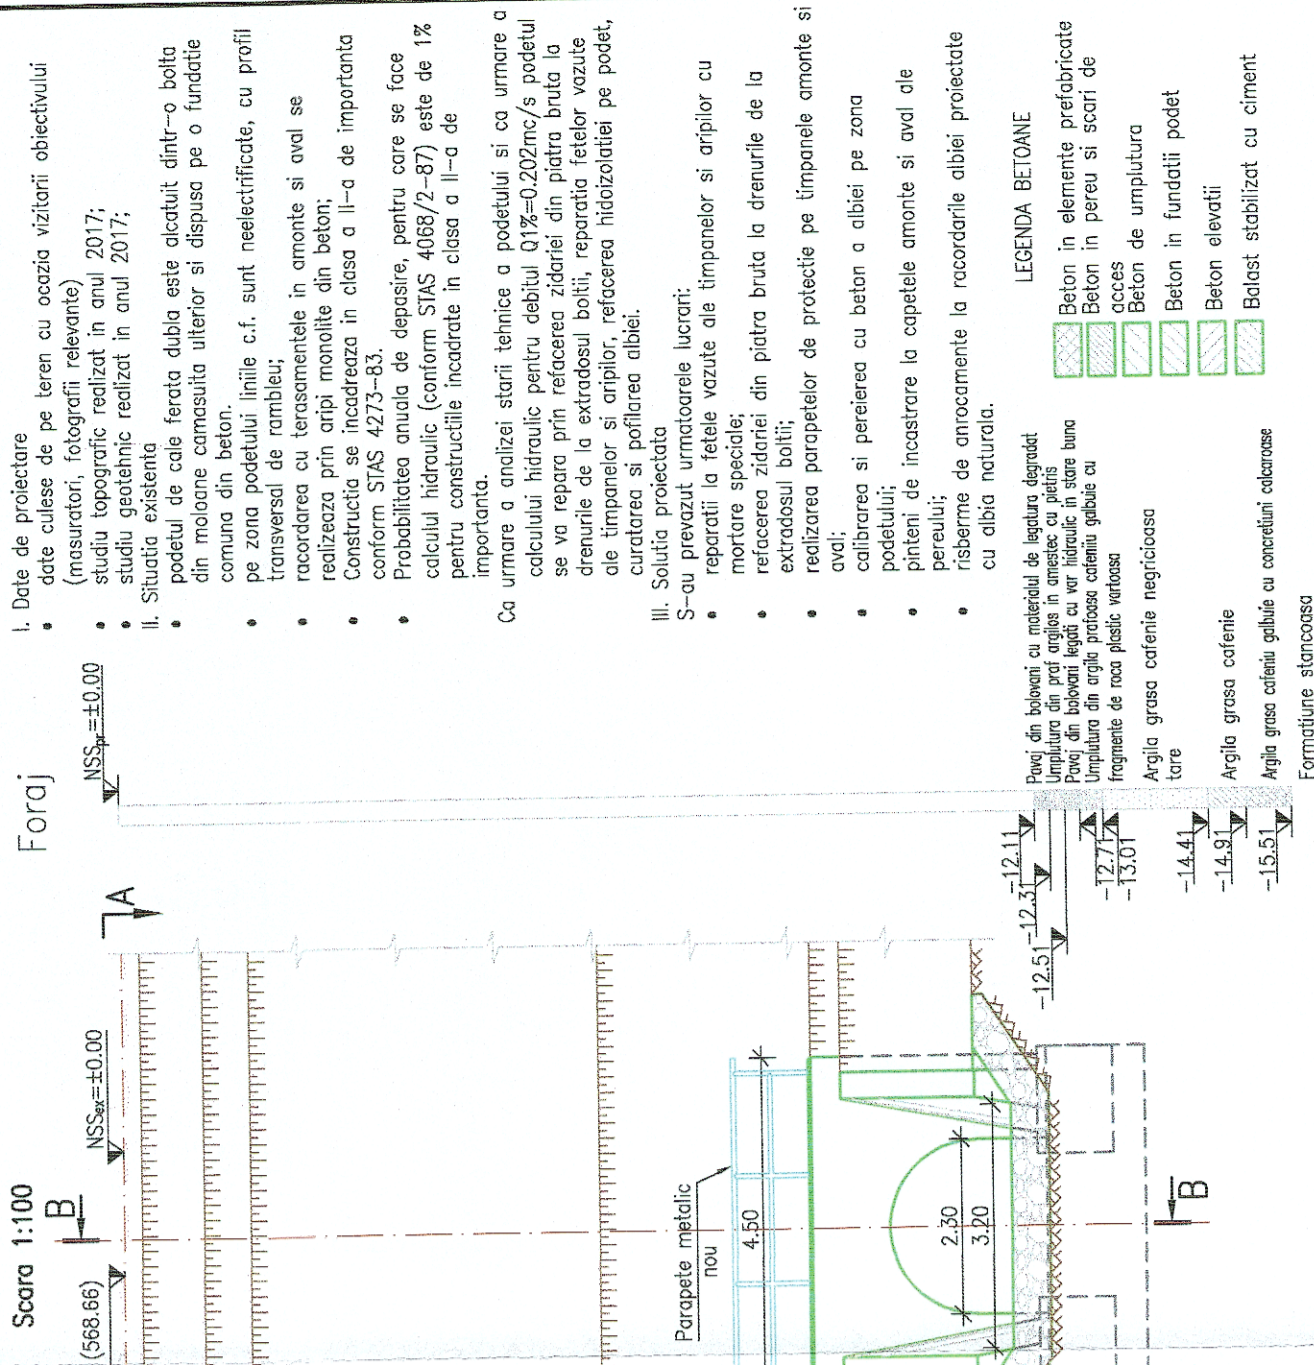 Scara 1:100
B
(568.66)
NSSex=±0.00
A
Foraj
NSSpr=±0.00
Parapete metalic
nou
4.50
2.30
3.20
B
-12.11
-12.31
-12.51
-12.71
-13.01
-14.41
-14.91
-15.51
Pavaj din bolovani cu materialul de legatura degradat
Umplutura din praf argilos in amestec cu pietris
Pavaj din bolovani legati cu var hidraulic in stare buna
Umplutura din argila prafoasa cafeniu galbuie cu
fragmente de roca plastic vartoasa
Argila grasa cafenie negricioasa
tare
Argila grasa cafenie
Argila grasa cafeniu galbuie cu concretiuni calcaroase
Formatiune stancoasa
I. Date de proiectare
• date culese de pe teren cu ocazia vizitarii obiectivului
(masuratori, fotografii relevante)
• studiu topografic realizat in anul 2017;
• studiu geotehnic realizat in anul 2017;
II. Situatia existenta
• podetul de cale ferata dubla este alcatuit dintr-o bolta
din moloane camasuita ulterior si dispusa pe o fundatie
comuna din beton.
• pe zona podetului liniile c.f. sunt neelectrificate, cu profil
transversal de rambleu;
• racordarea cu terasamentele in amonte si aval se
realizeaza prin aripi monolite din beton;
• Constructia se incadreaza in clasa a II-a de importanta
conform STAS 4273-83.
• Probabilitatea anuala de depasire, pentru care se face
calculul hidraulic (conform STAS 4068/2-87) este de 1%
pentru constructiile incadrate in clasa a II-a de
importanta.
Ca urmare a analizei starii tehnice a podetului si ca urmare a
calculului hidraulic pentru debitul Q1%=0.202mc/s podetul
se va repara prin refacerea zidariei din piatra bruta la
drenurile de la extradosul boltii, reparatia fetelor vazute
ale timpanelor si aripilor, refacerea hidoizolatiei pe podet,
curatarea si pofilarea albiei.
III. Solutia proiectata
S-au prevazut urmatoarele lucrari:
• reparatii la fetele vazute ale timpanelor si aripilor cu
mortare speciale;
• refacerea zidariei din piatra bruta la drenurile de la
extradosul boltii;
• realizarea parapetelor de protectie pe timpanele amonte si
aval;
• calibrarea si pereierea cu beton a albiei pe zona
podetului;
• pinteni de incastrare la capetele amonte si aval ale
pereului;
• risberme de anrocamente la racordarile albiei proiectate
cu albia naturala.
LEGENDA BETOANE
Beton in elemente prefabricate
Beton in pereu si scari de
acces
Beton de umplutura
Beton in fundatii podet
Beton elevatii
Balast stabilizat cu ciment